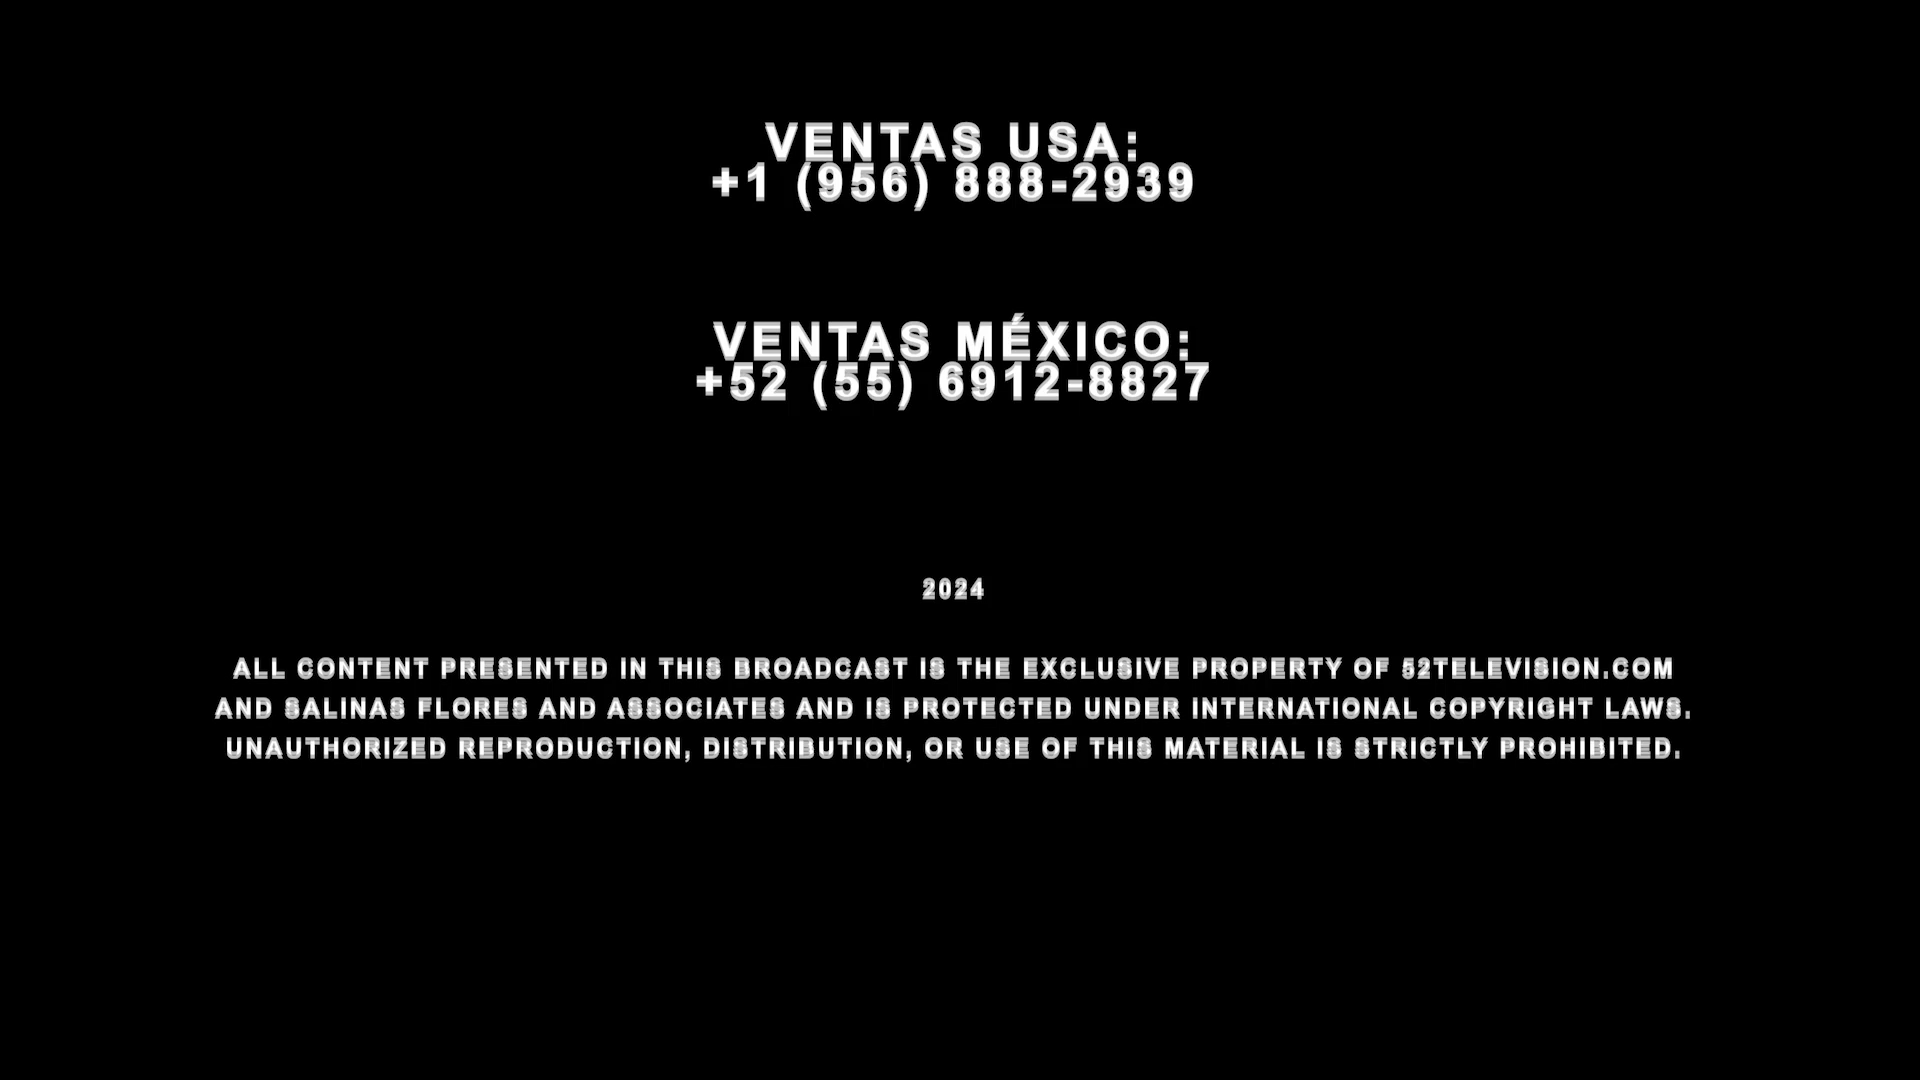 VENTAS USA:
+1 (956) 888-2939
VENTAS MÉXICO:
+52 (55) 6912-8827
2024
ALL CONTENT PRESENTED IN THIS BROADCAST IS THE EXCLUSIVE PROPERTY OF 52TELEVISION.COM
AND SALINAS FLORES AND ASSOCIATES AND IS PROTECTED UNDER INTERNATIONAL COPYRIGHT LAWS.
UNAUTHORIZED REPRODUCTION, DISTRIBUTION, OR USE OF THIS MATERIAL IS STRICTLY PROHIBITED.